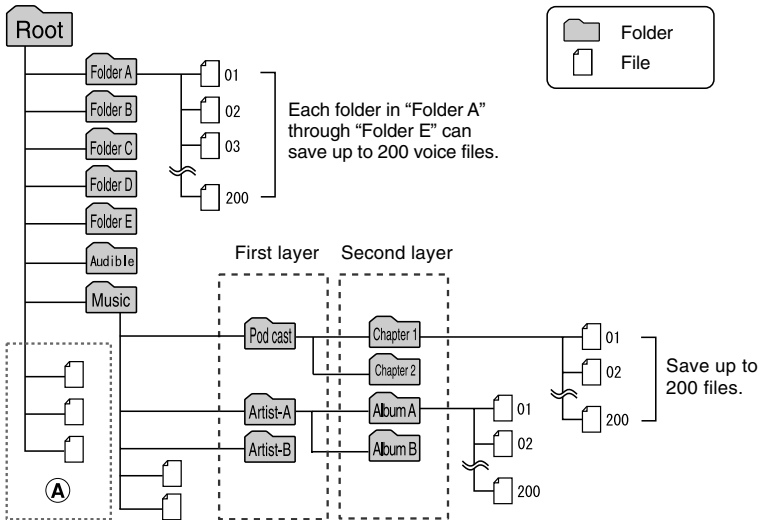 Root
Folder
File
Folder A
01
02
03
200
Each folder in “Folder A”
through “Folder E” can
save up to 200 voice files.
Folder B
Folder C
Folder D
Folder E
Audible
Music
First layer
Second layer
Pod cast
Chapter 1
Chapter 2
01
02
200
Save up to
200 files.
Artist-A
Album A
01
02
200
Artist-B
Album B
A